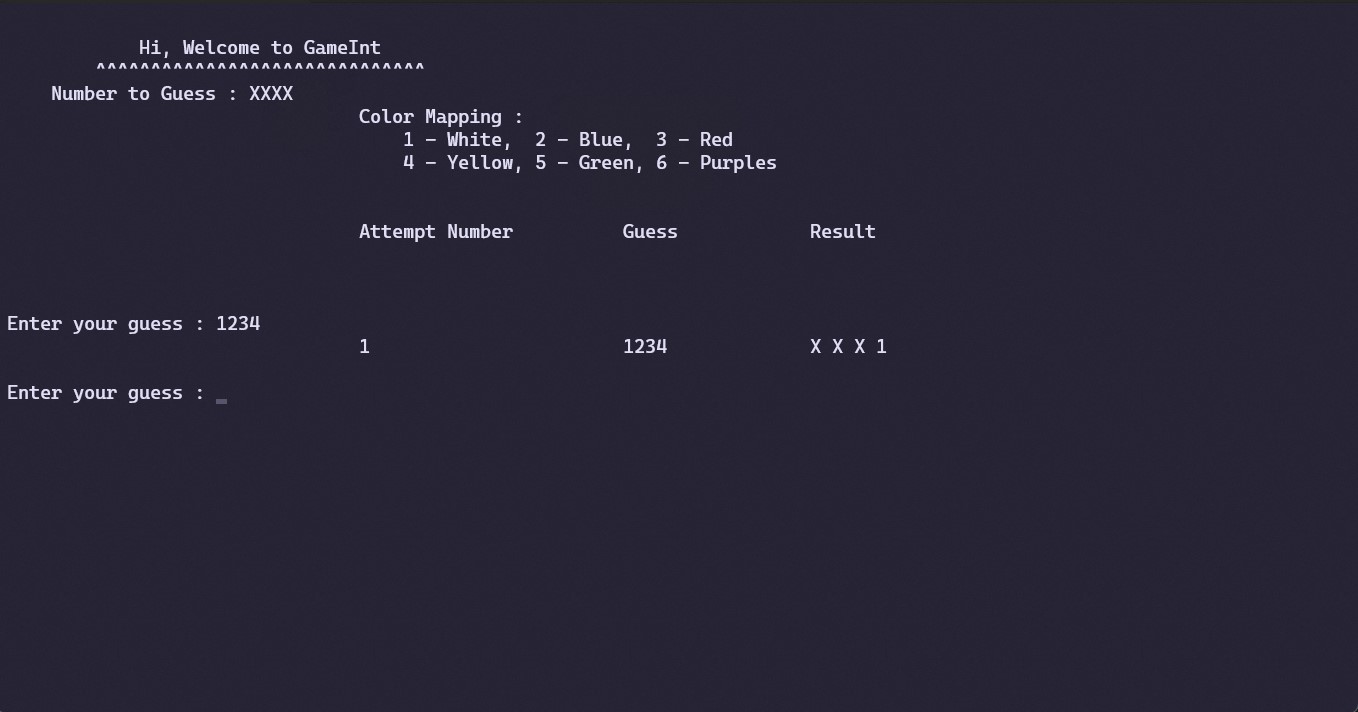 Hi, Welcome to GameInt
^^^^^^^^^^^^^^^^^^^^^^^^^^^^^^
Number to Guess : XXXX
Color Mapping :
1 – White,  2 – Blue,  3 – Red
4 – Yellow, 5 – Green, 6 – Purples
Attempt Number          Guess            Result
Enter your guess : 1234
1                       1234             X X X 1
Enter your guess : _